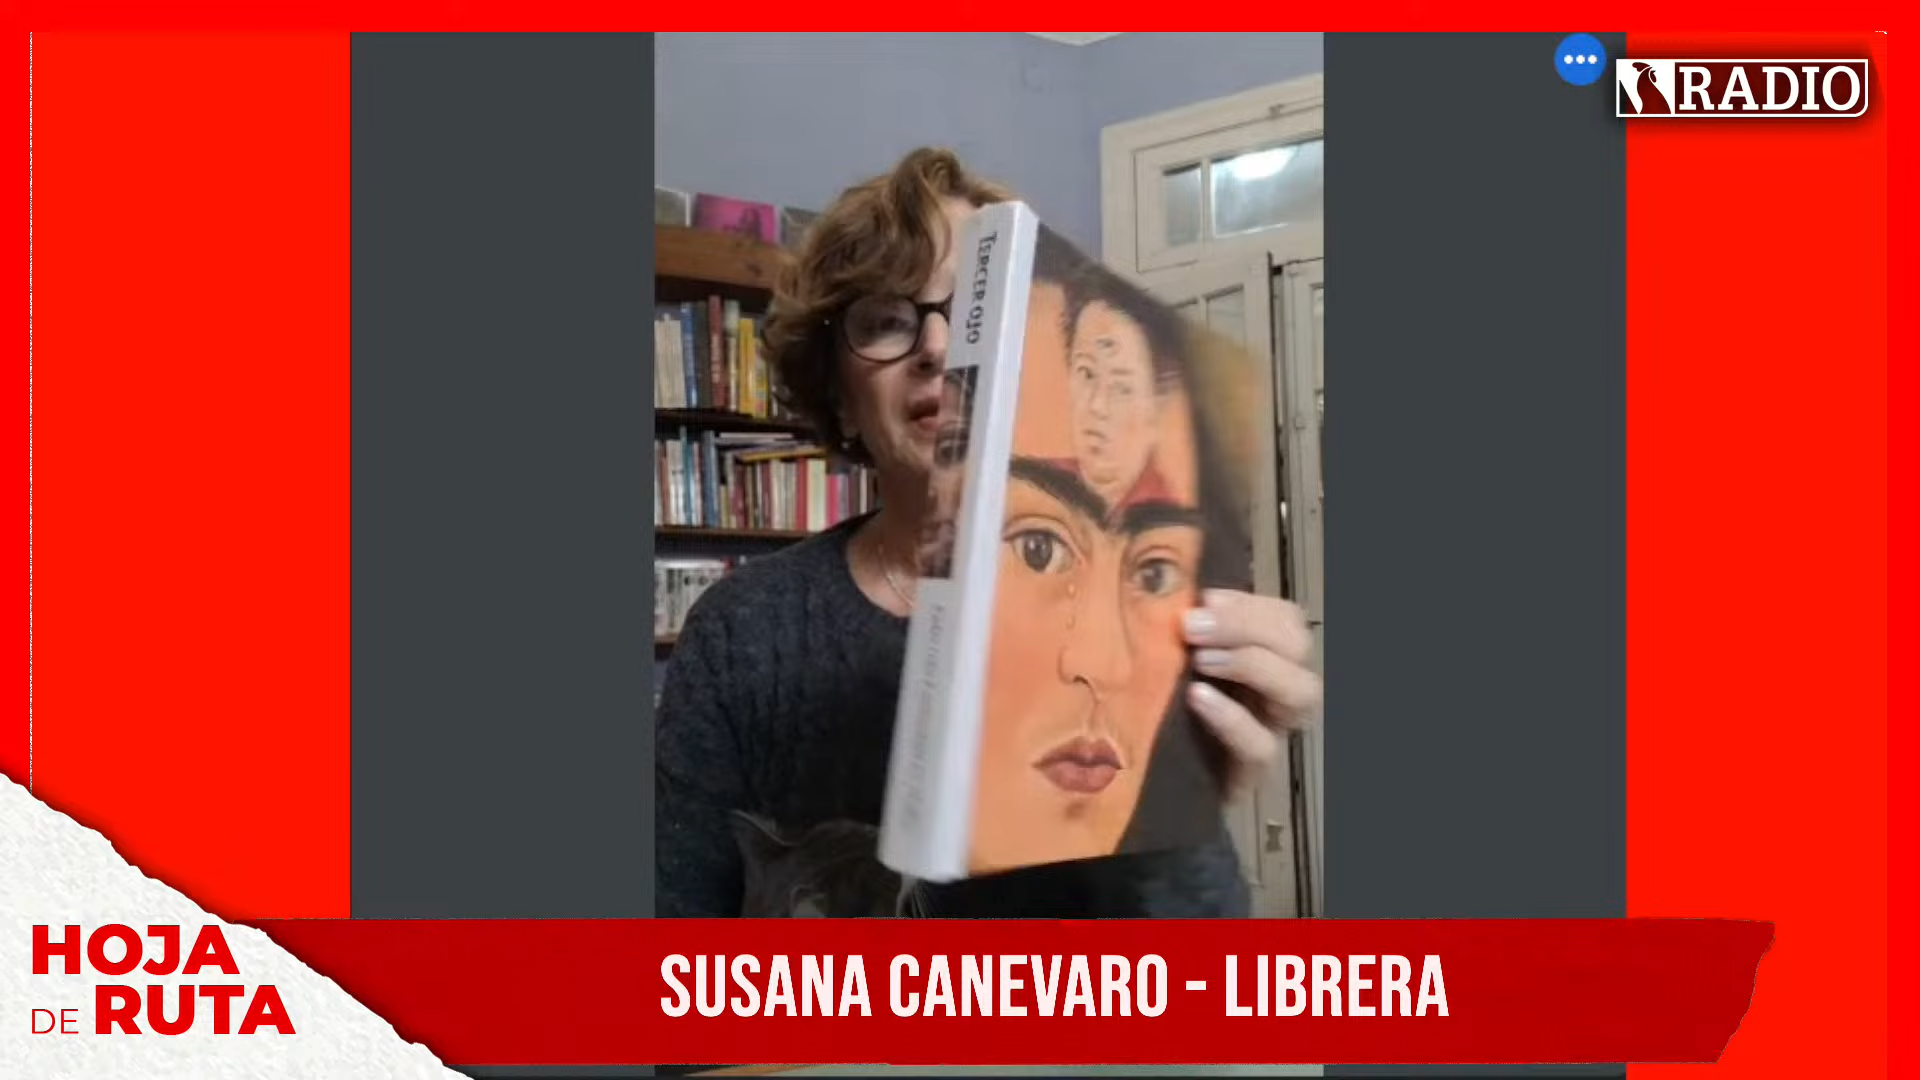 RADIO
TERCER OJO
HOJA
DE RUTA
SUSANA CANEVARO - LIBRERA